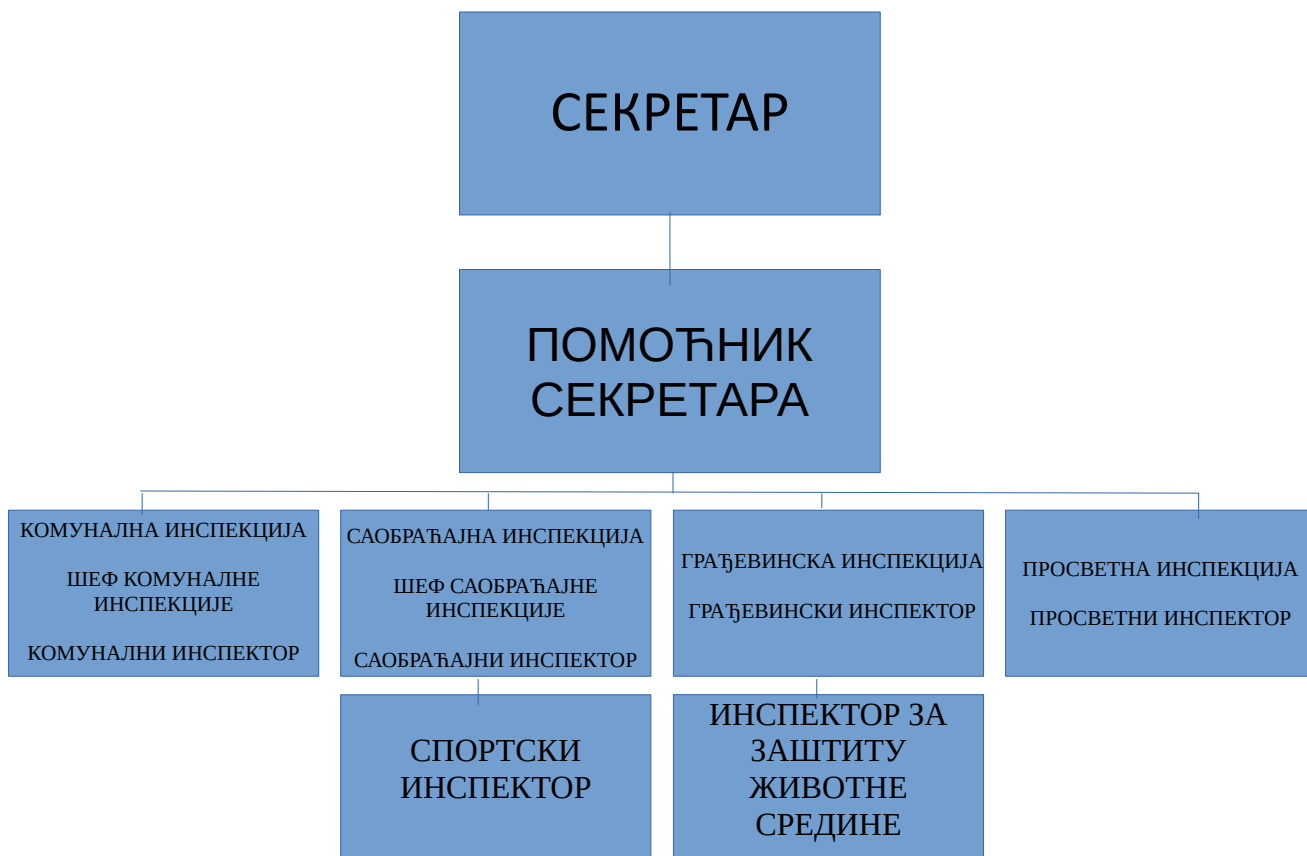 СЕКРЕТАР
ПОМОЋНИК
СЕКРЕТАРА
КОМУНАЛНА ИНСПЕКЦИЈА
ШЕФ КОМУНАЛНЕ
ИНСПЕКЦИЈЕ
КОМУНАЛНИ ИНСПЕКТОР
САОБРАЋАЈНА ИНСПЕКЦИЈА
ШЕФ САОБРАЋАЈНЕ
ИНСПЕКЦИЈЕ
САОБРАЋАЈНИ ИНСПЕКТОР
ГРАЂЕВИНСКА ИНСПЕКЦИЈА
ГРАЂЕВИНСКИ ИНСПЕКТОР
ПРОСВЕТНА ИНСПЕКЦИЈА
ПРОСВЕТНИ ИНСПЕКТОР
СПОРТСКИ
ИНСПЕКТОР
ИНСПЕКТОР ЗА
ЗАШТИТУ
ЖИВОТНЕ
СРЕДИНЕ